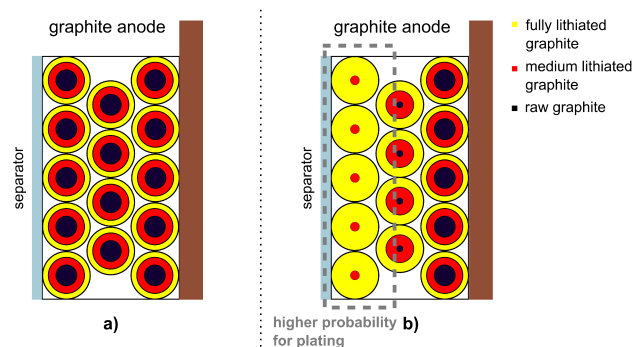 graphite anode
separator
a)
graphite anode
separator
higher probability
for plating
b)
fully lithiated
graphite
medium lithiated
graphite
raw graphite